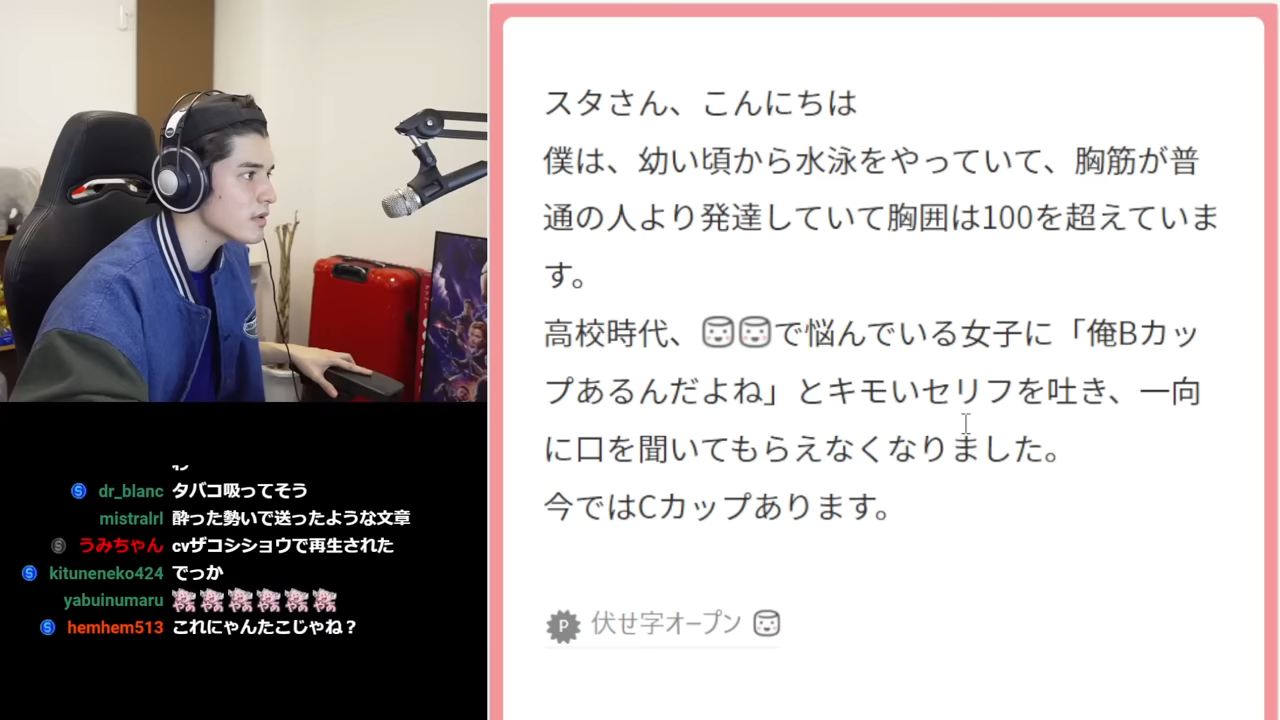 スタさん、こんにちは
僕は、幼い頃から水泳をやっていて、胸筋が普
通の人より発達していて胸囲は100を超えていま
す。
高校時代、で悩んでいる女子に「俺Bカッ
プあるんだよね」とキモいセリフを吐き、一向
に口を聞いてもらえなくなりました。
今ではCカップあります。
P 伏せ字オープン
S dr_blanc タバコ吸ってそう
mistralrl 酔った勢いで送ったような文章
S うみちゃん cvザコシショウで再生された
S kituneneko424 でっか
yabuinumaru
S hemhem513 これにゃんたこじゃね？